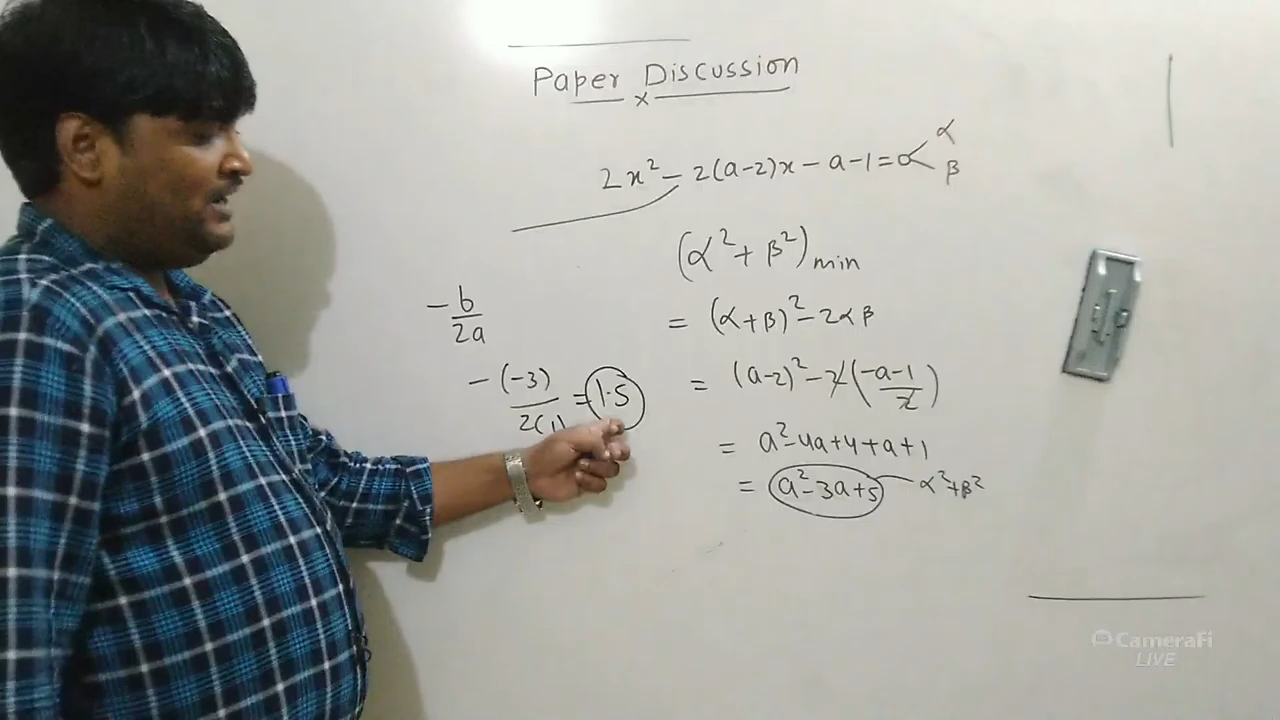 Paper Discussion
x
2x² - 2(a-2)x - a - 1 = α
α
β
(α² + β²)min
= (α+β)² - 2αβ
= (a-2)² - 2(-a-1/2)
= a² - 4a + 4 + a + 1
= a² - 3a + 5
α² + β²
- b/2a
- (-3)/2(1) = 1.5
CameraFi
LIVE